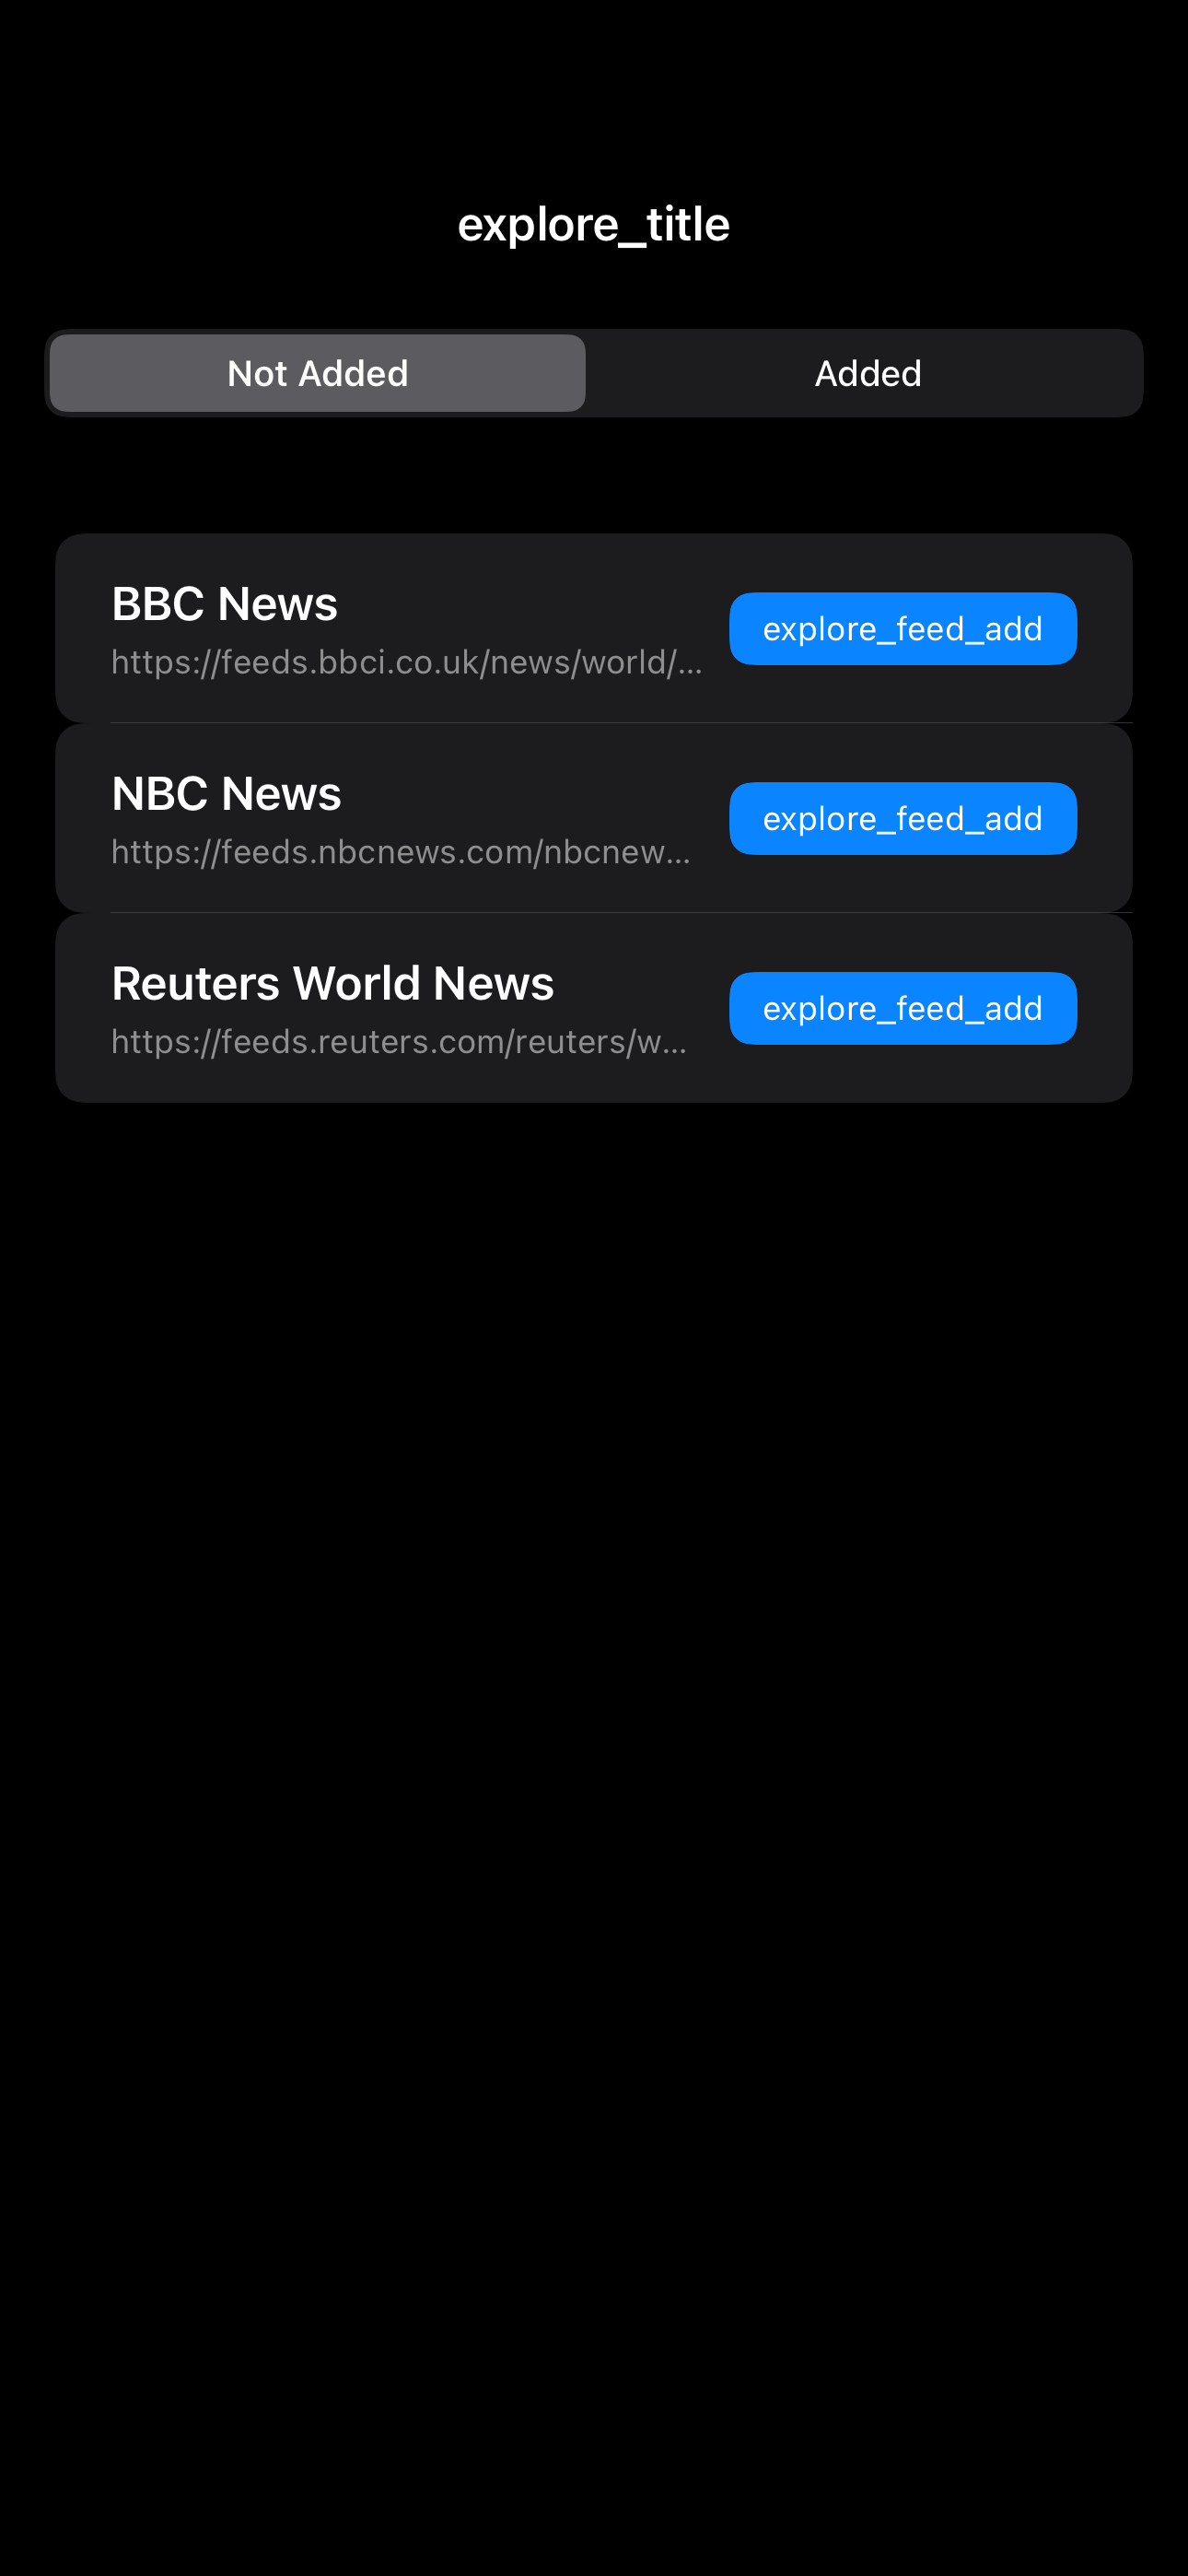 explore_title
Not Added
Added
BBC News
https://feeds.bbci.co.uk/news/world/...
explore_feed_add
NBC News
https://feeds.nbcnews.com/nbcnew...
explore_feed_add
Reuters World News
https://feeds.reuters.com/reuters/w...
explore_feed_add